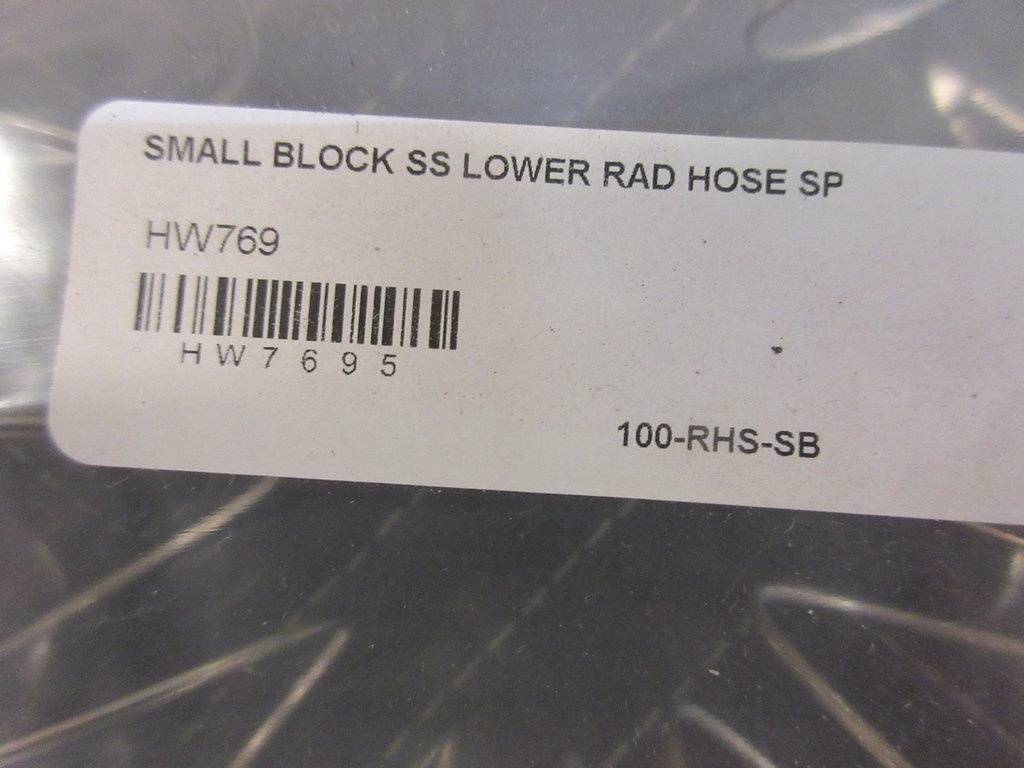 SMALL BLOCK SS LOWER RAD HOSE SP
HW769
HW7695
100-RHS-SB